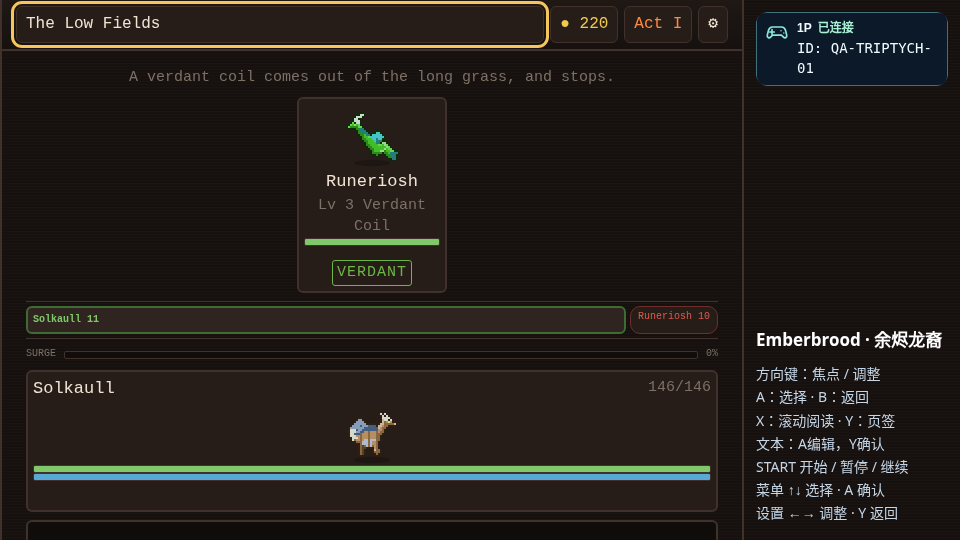 The Low Fields
220
Act I
A verdant coil comes out of the long grass, and stops.
Runeriosh
Lv 3 Verdant
Coil
VERDANT
Solkaull 11
Runeriosh 10
SURGE
0%
Solkaull
146/146
1P 已连接
ID: QA-TRIPTYCH-
01
Emberbrood · 余烬龙裔
方向键：焦点 / 调整
A：选择 · B：返回
X：滚动阅读 · Y：页签
文本：A编辑，Y确认
START 开始 / 暂停 / 继续
菜单 ↑↓ 选择 · A 确认
设置 ←→ 调整 · Y 返回